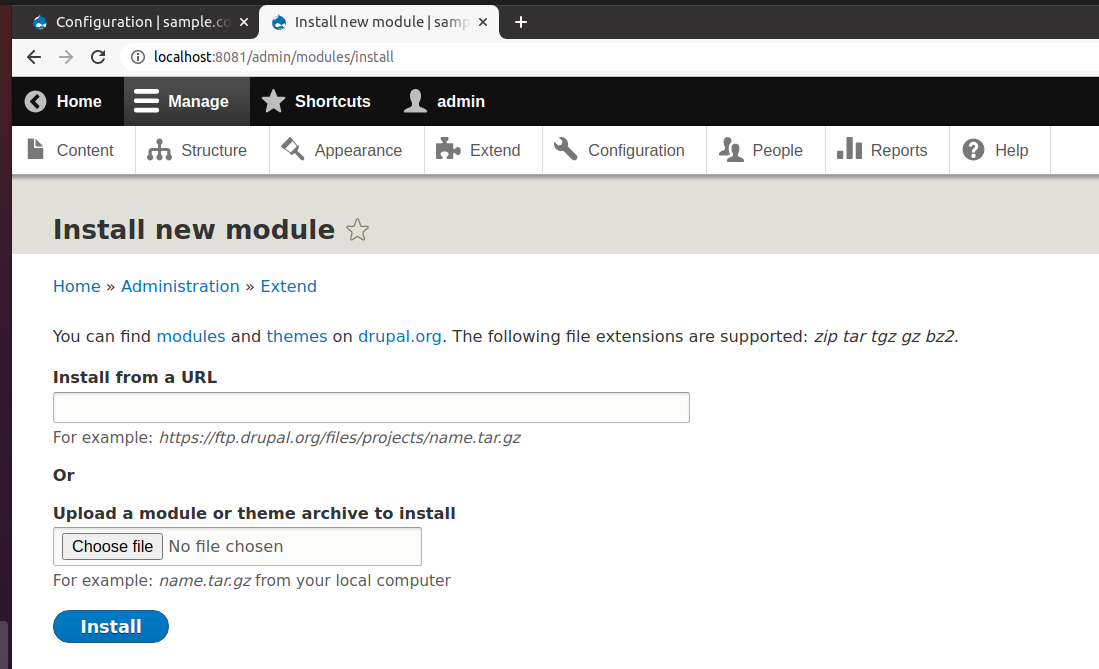 Configuration | sample.co
Install new module | samp
localhost:8081/admin/modules/install
Home Manage Shortcuts admin
Content Structure Appearance Extend Configuration People Reports Help
Install new module
Home » Administration » Extend
You can find modules and themes on drupal.org. The following file extensions are supported: zip tar tgz gz bz2.
Install from a URL
For example: https://ftp.drupal.org/files/projects/name.tar.gz
Or
Upload a module or theme archive to install
Choose file No file chosen
For example: name.tar.gz from your local computer
Install